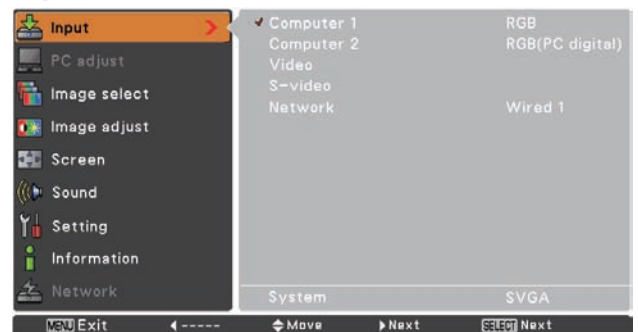 Input
PC adjust
Image select
Image adjust
Screen
Sound
Setting
Information
Network
Computer 1 RGB
Computer 2 RGB(PC digital)
Video
S-video
Network Wired 1
System SVGA
MENU Exit ◀----- Move ▶Next SELECT Next